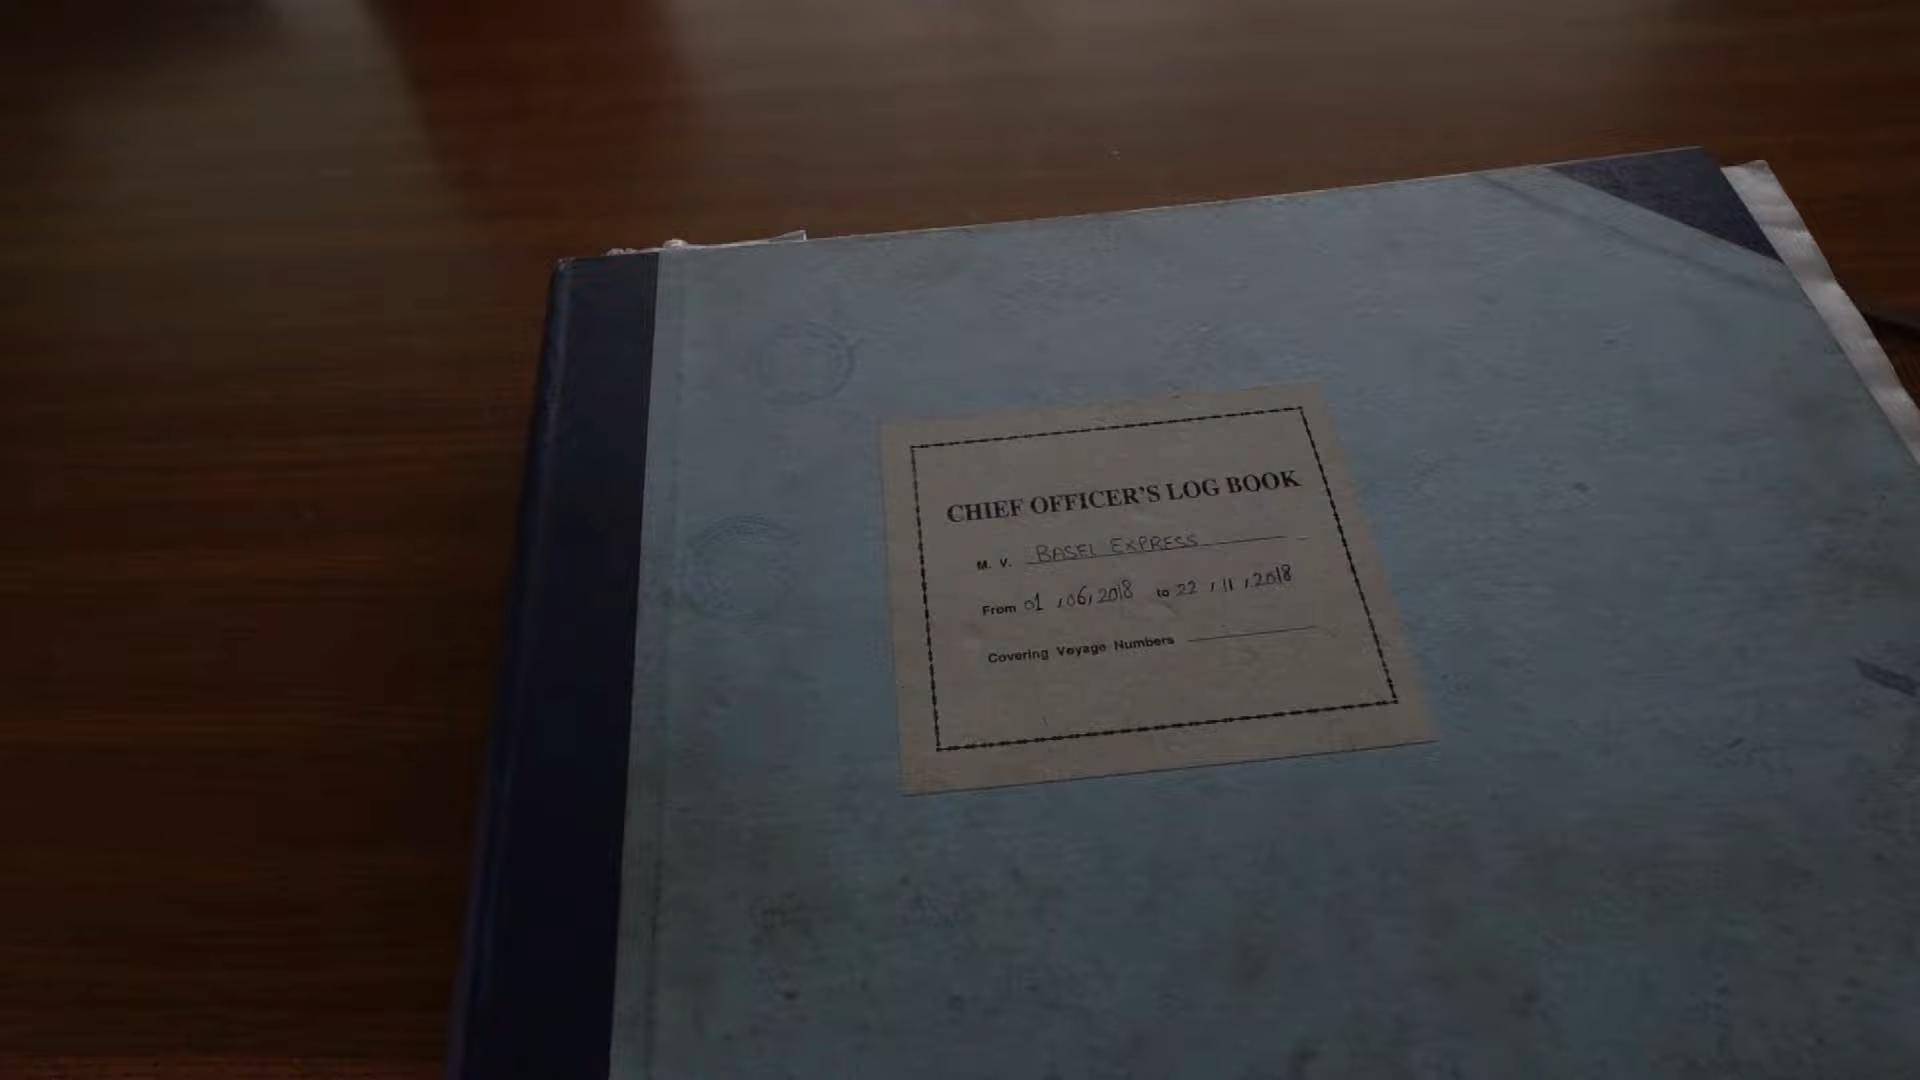 CHIEF OFFICER'S LOG BOOK
M. V. BASEL EXPRESS
From 01 /06/2018 to 22 / 11 /2018
Covering Voyage Numbers